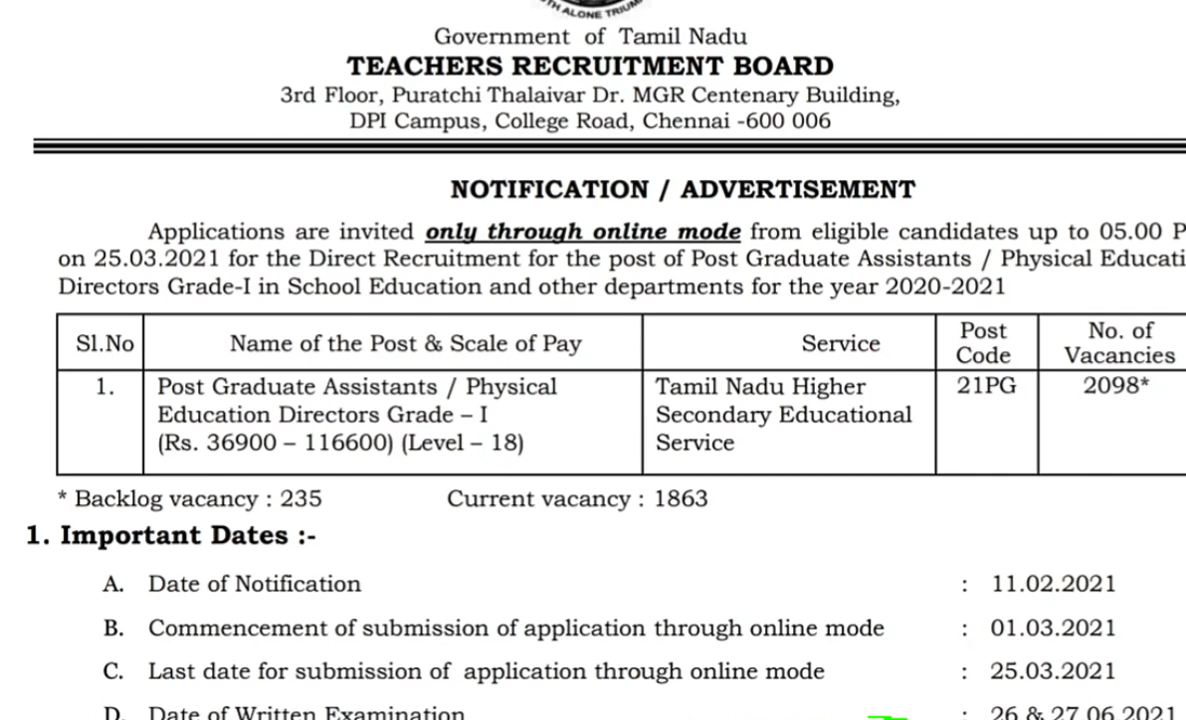 TH ALONE TRIUM
Government of Tamil Nadu
TEACHERS RECRUITMENT BOARD
3rd Floor, Puratchi Thalaivar Dr. MGR Centenary Building,
DPI Campus, College Road, Chennai -600 006
NOTIFICATION / ADVERTISEMENT
Applications are invited only through online mode from eligible candidates up to 05.00 P
on 25.03.2021 for the Direct Recruitment for the post of Post Graduate Assistants / Physical Educati
Directors Grade-I in School Education and other departments for the year 2020-2021
Sl.No Name of the Post & Scale of Pay Service Post Code No. of Vacancies
1. Post Graduate Assistants / Physical Tamil Nadu Higher 21PG 2098*
Education Directors Grade – I Secondary Educational
(Rs. 36900 – 116600) (Level – 18) Service
* Backlog vacancy : 235 Current vacancy : 1863
1. Important Dates :-
A. Date of Notification : 11.02.2021
B. Commencement of submission of application through online mode : 01.03.2021
C. Last date for submission of application through online mode : 25.03.2021
D. Date of Written Examination : 26 & 27.06.2021